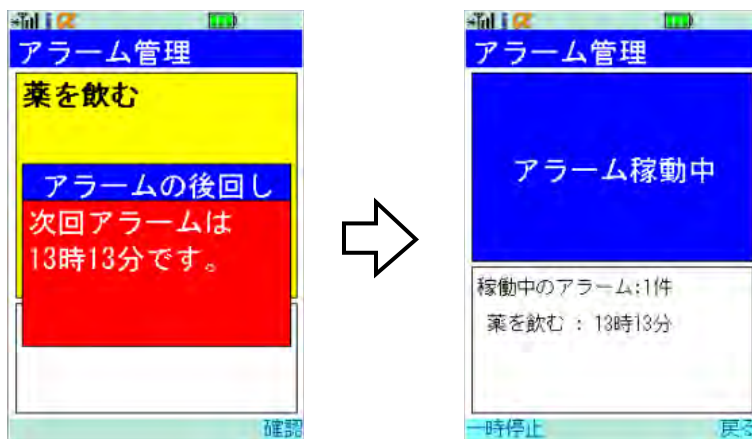 アラーム管理
薬を飲む
アラームの後回し
次回アラームは
13時13分です。
確認
アラーム管理
アラーム稼動中
稼働中のアラーム:1件
薬を飲む : 13時13分
一時停止
戻る